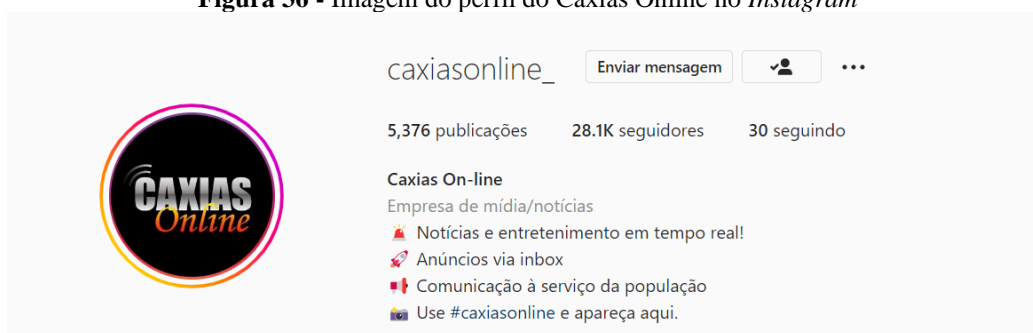 Figura 36 - Imagem do perfil do Caxias Online no Instagram
caxiasonline_ Enviar mensagem
5,376 publicações 28.1K seguidores 30 seguindo
CAXIAS
Online
Caxias On-line
Empresa de mídia/notícias
🚨 Notícias e entretenimento em tempo real!
🚀 Anúncios via inbox
📢 Comunicação à serviço da população
📸 Use #caxiasonline e apareça aqui.